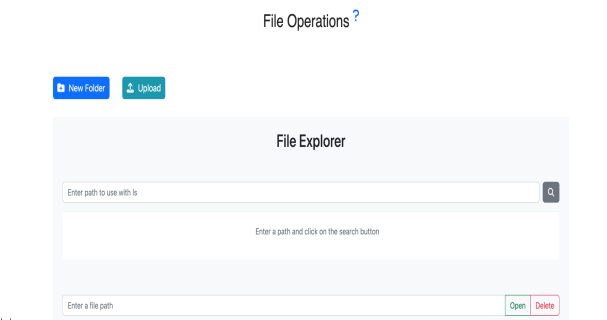 File Operations ?
New Folder Upload
File Explorer
Enter path to use with ls
Enter a path and click on the search button
Enter a file path Open Delete